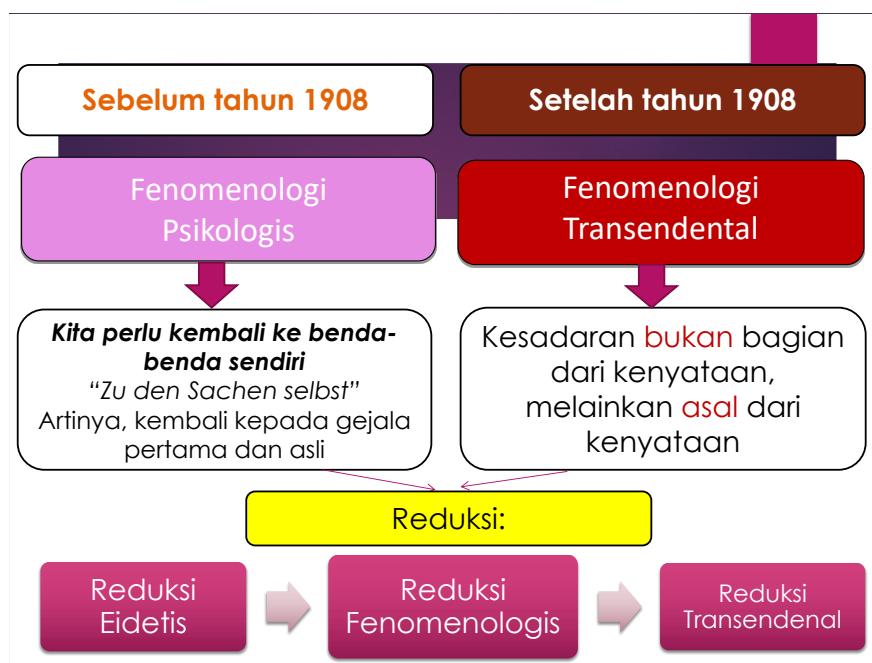 Sebelum tahun 1908
Setelah tahun 1908
Fenomenologi
Psikologis
Fenomenologi
Transendental
Kita perlu kembali ke benda-
benda sendiri
“Zu den Sachen selbst”
Artinya, kembali kepada gejala
pertama dan asli
Kesadaran bukan bagian
dari kenyataan,
melainkan asal dari
kenyataan
Reduksi:
Reduksi
Eidetis
Reduksi
Fenomenologis
Reduksi
Transendenal